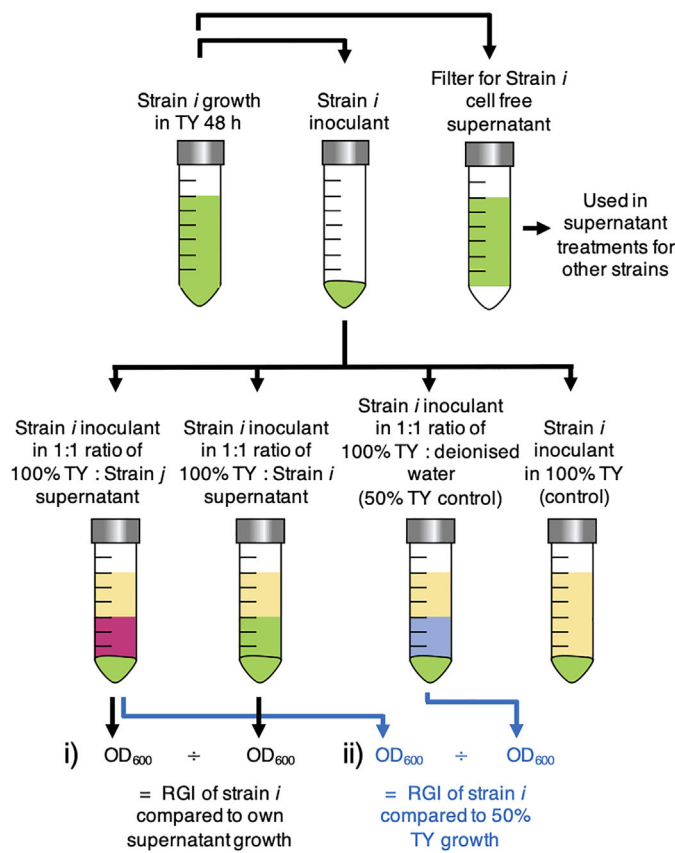 Strain i growth
in TY 48 h
Strain i
inoculant
Filter for Strain i
cell free
supernatant
Used in
supernatant
treatments for
other strains
Strain i inoculant
in 1:1 ratio of
100% TY : Strain j
supernatant
Strain i inoculant
in 1:1 ratio of
100% TY : Strain i
supernatant
Strain i inoculant
in 1:1 ratio of
100% TY : deionised
water
(50% TY control)
Strain i
inoculant
in 100% TY
(control)
i) OD600 ÷ OD600
= RGI of strain i
compared to own
supernatant growth
ii) OD600 ÷ OD600
= RGI of strain i
compared to 50%
TY growth